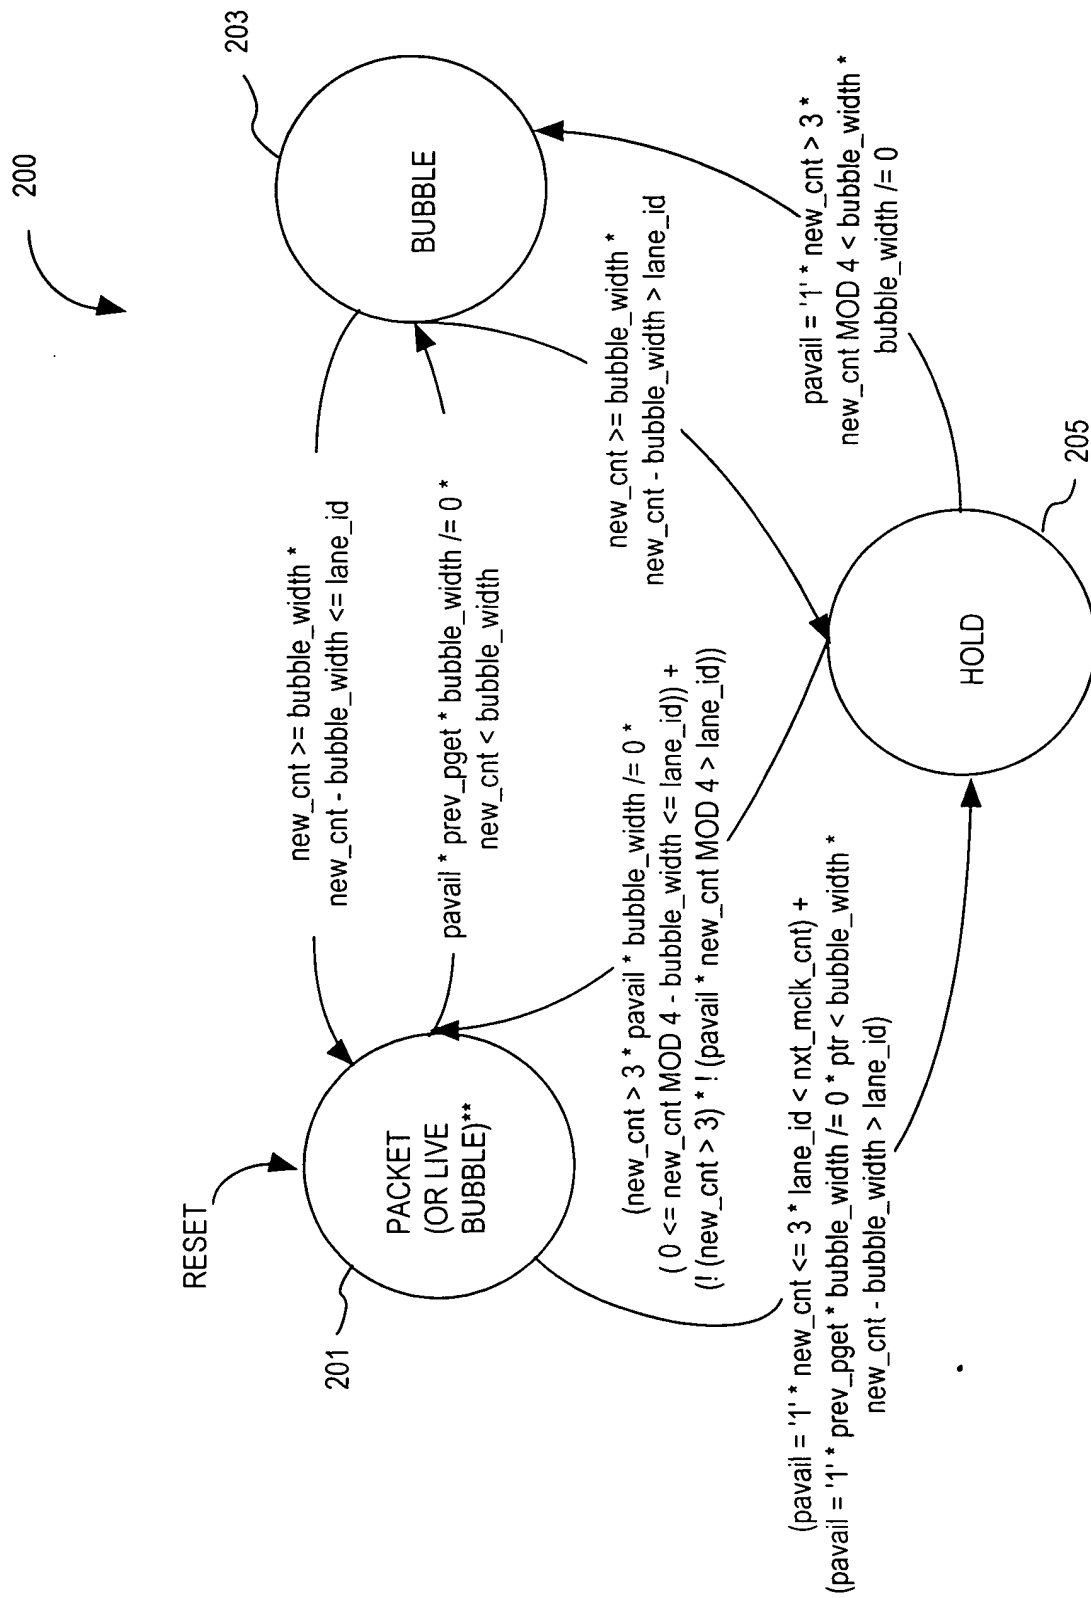 200
203
BUBBLE
RESET
PACKET
(OR LIVE
BUBBLE)**
201
new_cnt >= bubble_width *
new_cnt - bubble_width <= lane_id
pavail * prev_pget * bubble_width /= 0 *
new_cnt < bubble_width
new_cnt >= bubble_width *
new_cnt - bubble_width > lane_id
pavail = '1' * new_cnt > 3 *
new_cnt MOD 4 < bubble_width *
bubble_width /= 0
(new_cnt > 3 * pavail * bubble_width /= 0 *
( 0 <= new_cnt MOD 4 - bubble_width <= lane_id)) +
(! (new_cnt > 3) * ! (pavail * new_cnt MOD 4 > lane_id))
HOLD
205
(pavail = '1' * new_cnt <= 3 * lane_id < nxt_mclk_cnt) +
(pavail = '1' * prev_pget * bubble_width /= 0 * ptr < bubble_width *
new_cnt - bubble_width > lane_id)